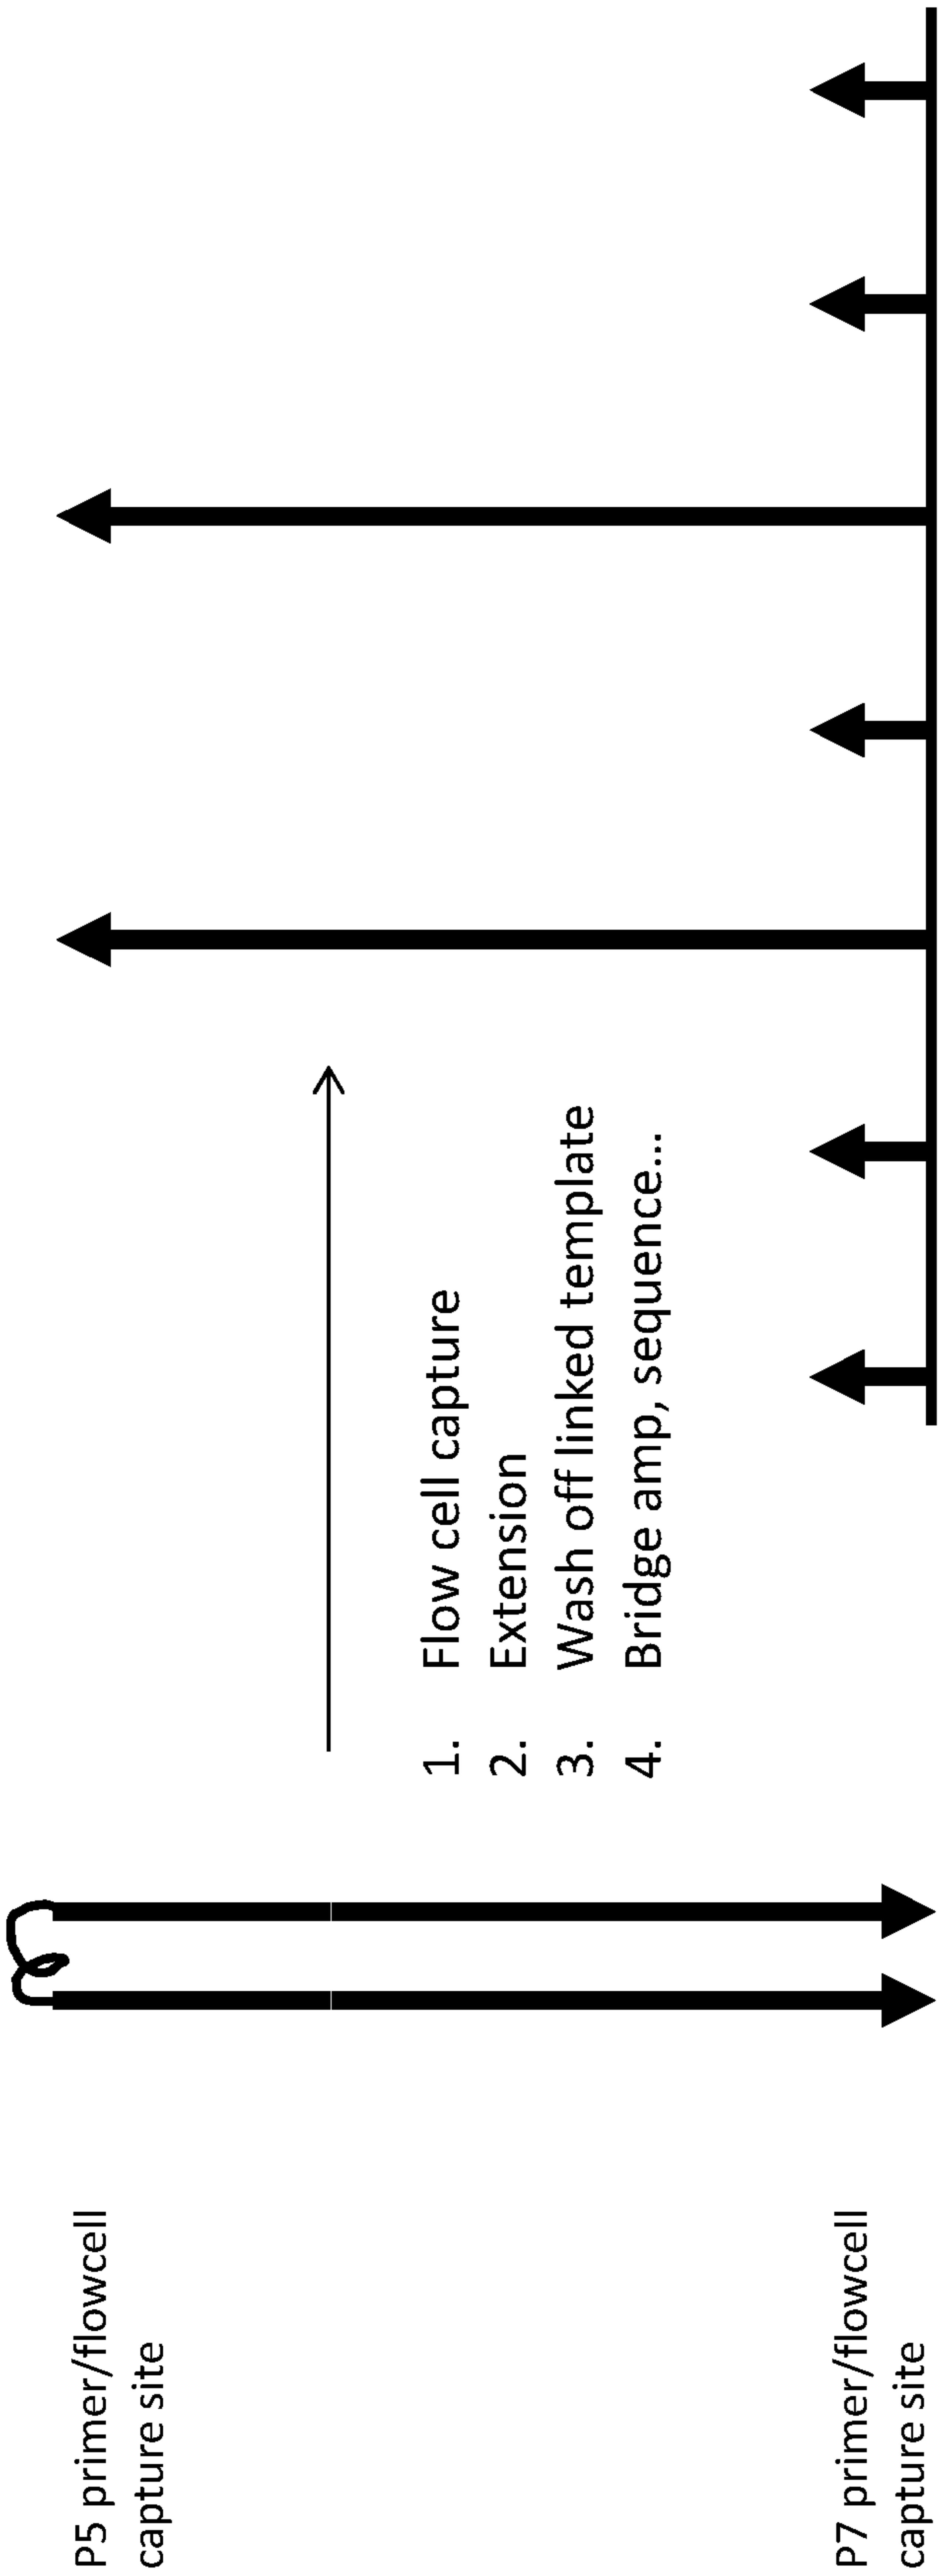 P5 primer/flowcell
capture site
P7 primer/flowcell
capture site
1. Flow cell capture
2. Extension
3. Wash off linked template
4. Bridge amp, sequence...